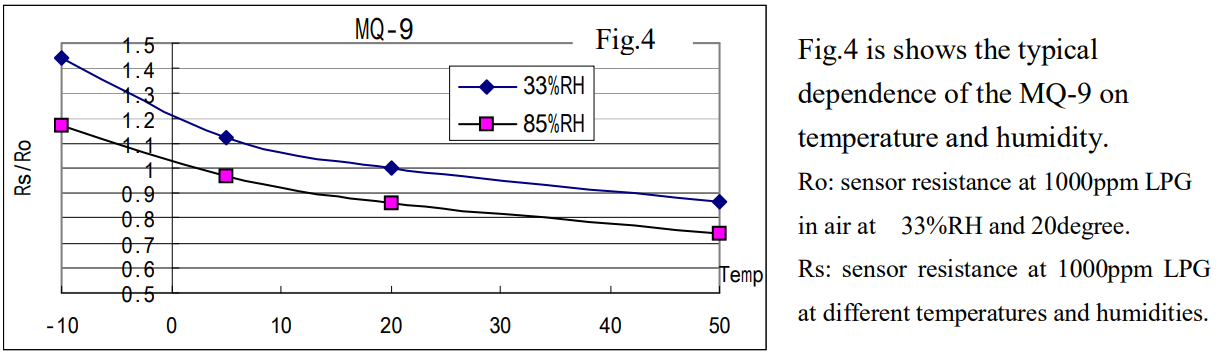 MQ-9
Fig.4
1.5
1.4
1.3
1.2
1.1
1
0.9
0.8
0.7
0.6
0.5
Rs/Ro
33%RH
85%RH
Temp
-10 0 10 20 30 40 50
Fig.4 is shows the typical
dependence of the MQ-9 on
temperature and humidity.
Ro: sensor resistance at 1000ppm LPG
in air at 33%RH and 20degree.
Rs: sensor resistance at 1000ppm LPG
at different temperatures and humidities.